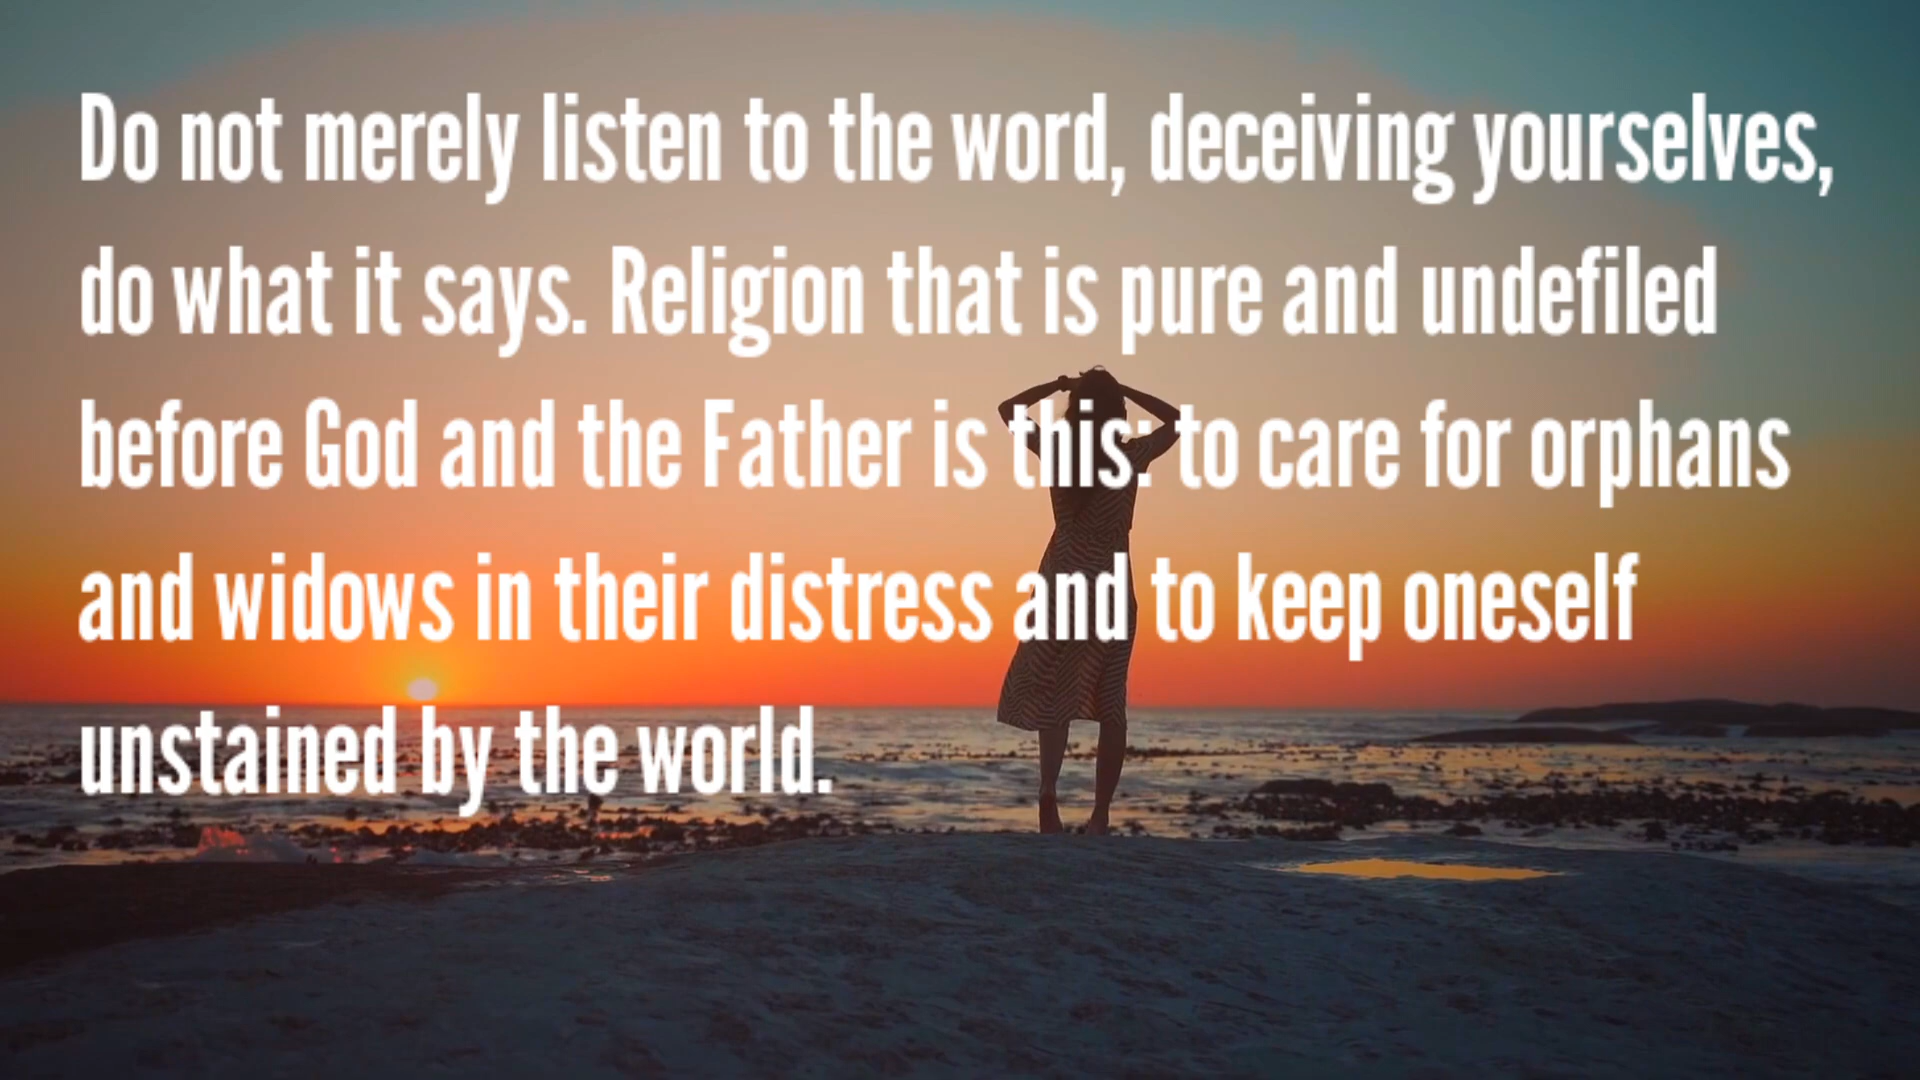 Do not merely listen to the word, deceiving yourselves,
do what it says. Religion that is pure and undefiled
before God and the Father is this: to care for orphans
and widows in their distress and to keep oneself
unstained by the world.